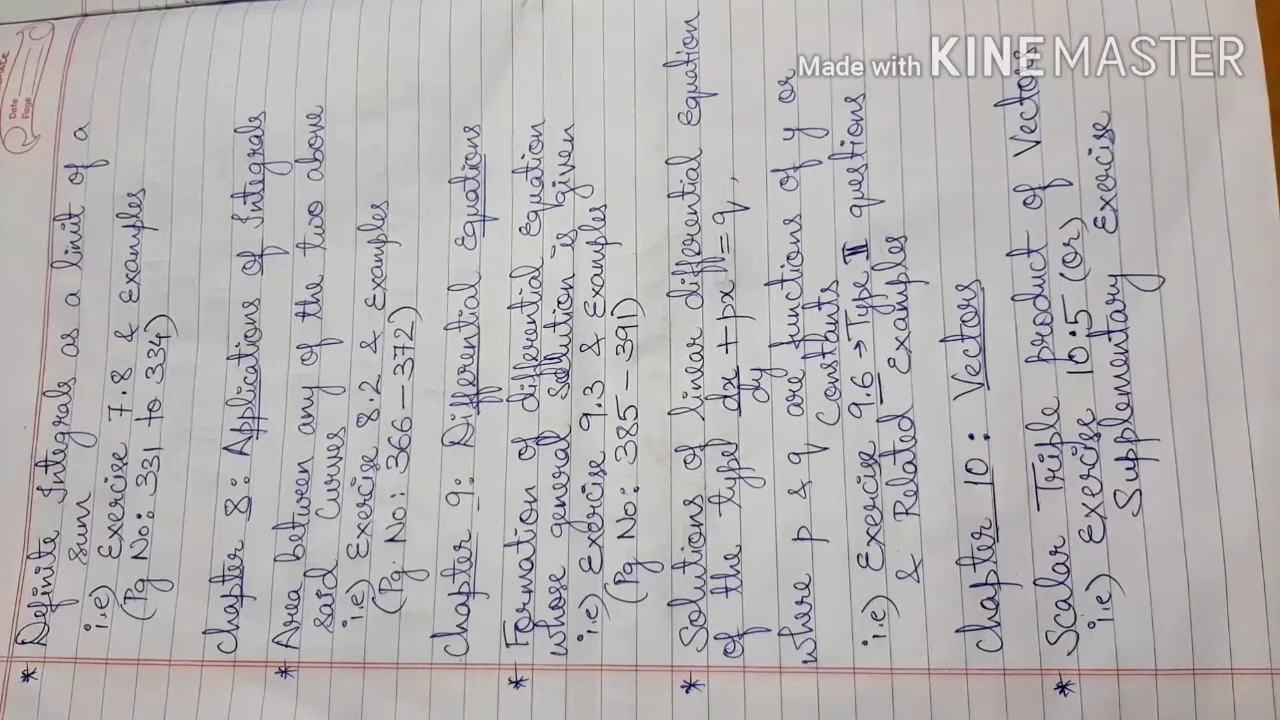 Date
Page
* Definite Integrals as a limit of a
sum
i.e) Exercise 7.8 & Examples
(Pg No: 331 to 334)
Chapter 8: Applications of Integrals
* Area between any of the two above
said curves
i.e) Exercise 8.2 & Examples
(Pg. No: 366-372)
Chapter 9: Differential Equations
* Formation of differential equation
whose general solution is given
i.e) Exercise 9.3 & Examples
(Pg No: 385-391)
* Solutions of linear differential Equation
of the type dx/dy + px = q,
where p & q are functions of y or
Constants
i.e) Exercise 9.6 → Type II questions
& Related Examples
Chapter 10: Vectors
* Scalar Triple product of Vectors
i.e) Exercise 10.5 (or)
Supplementary Exercise
Made with KINEMASTER